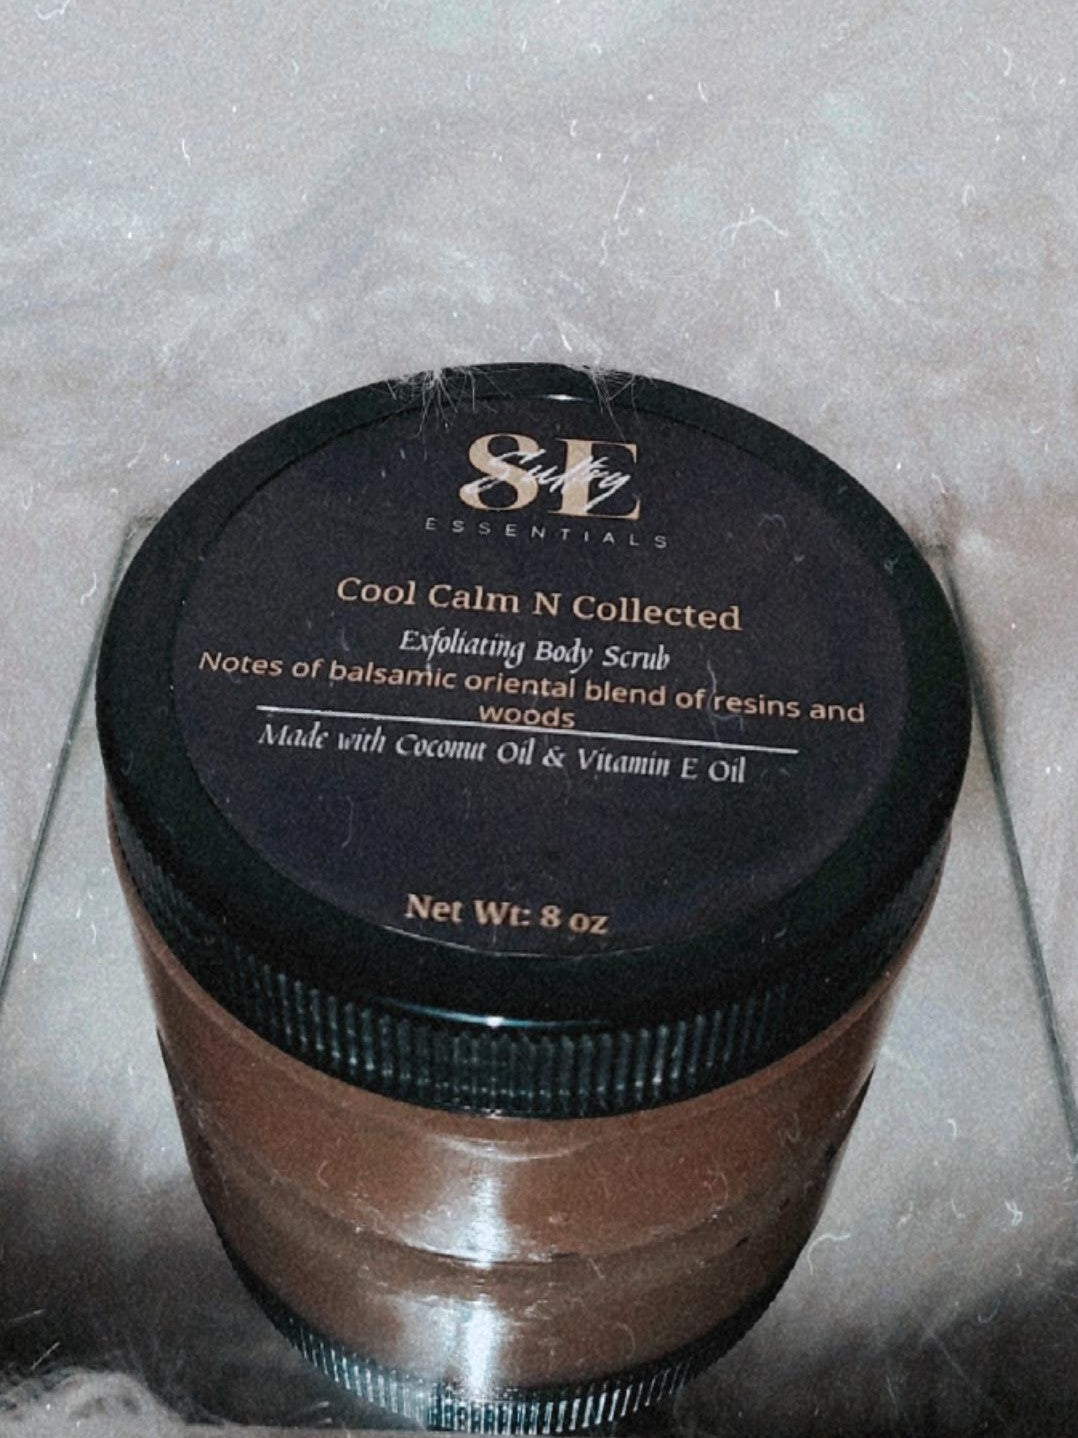 SE
Sultry
ESSENTIALS
Cool Calm N Collected
Exfoliating Body Scrub
Notes of balsamic oriental blend of resins and
woods
Made with Coconut Oil & Vitamin E Oil
Net Wt: 8 oz